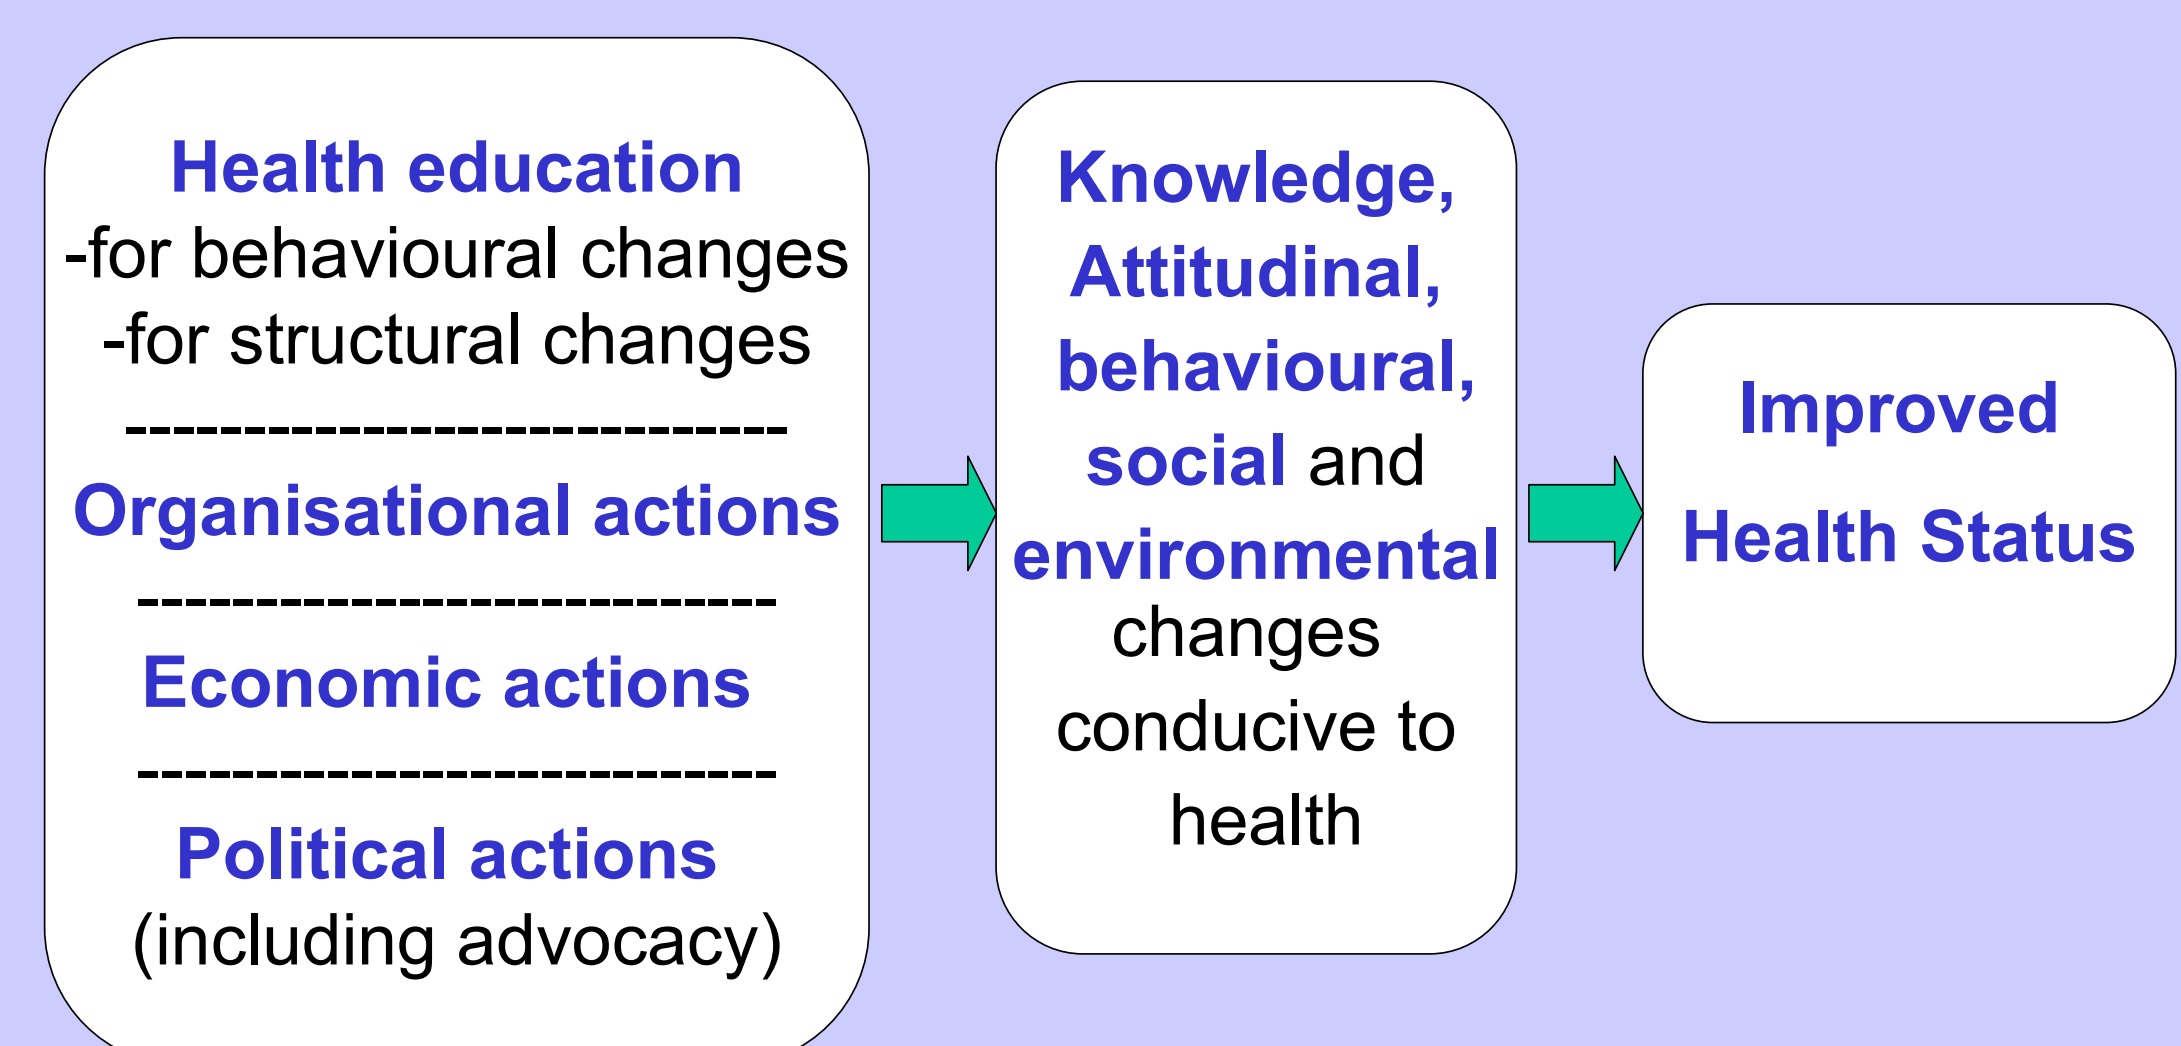 Health education
-for behavioural changes
-for structural changes
----------------------------
Organisational actions
---------------------------
Economic actions
---------------------------
Political actions
(including advocacy)
Knowledge,
Attitudinal,
behavioural,
social and
environmental
changes
conducive to
health
Improved
Health Status